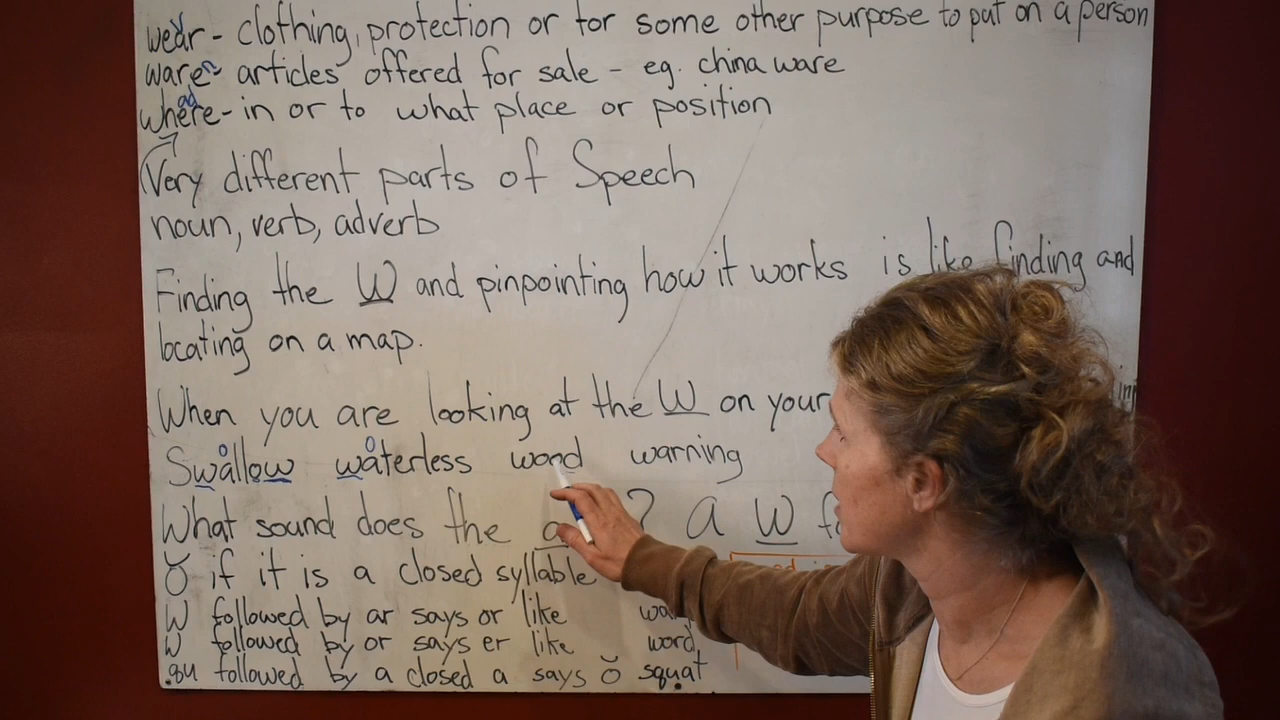 wear - clothing, protection or for some other purpose to put on a person
ware - articles offered for sale - eg. china ware
where - in or to what place or position
Very different parts of Speech
noun, verb, adverb
Finding the W and pinpointing how it works is like finding and
locating on a map.
When you are looking at the W on your
Swallow waterless word warning
What sound does the a ? a w
ŏ if it is a closed syllable
W followed by ar says or like
W followed by or says er like word
qu followed by a closed a says ŏ squat